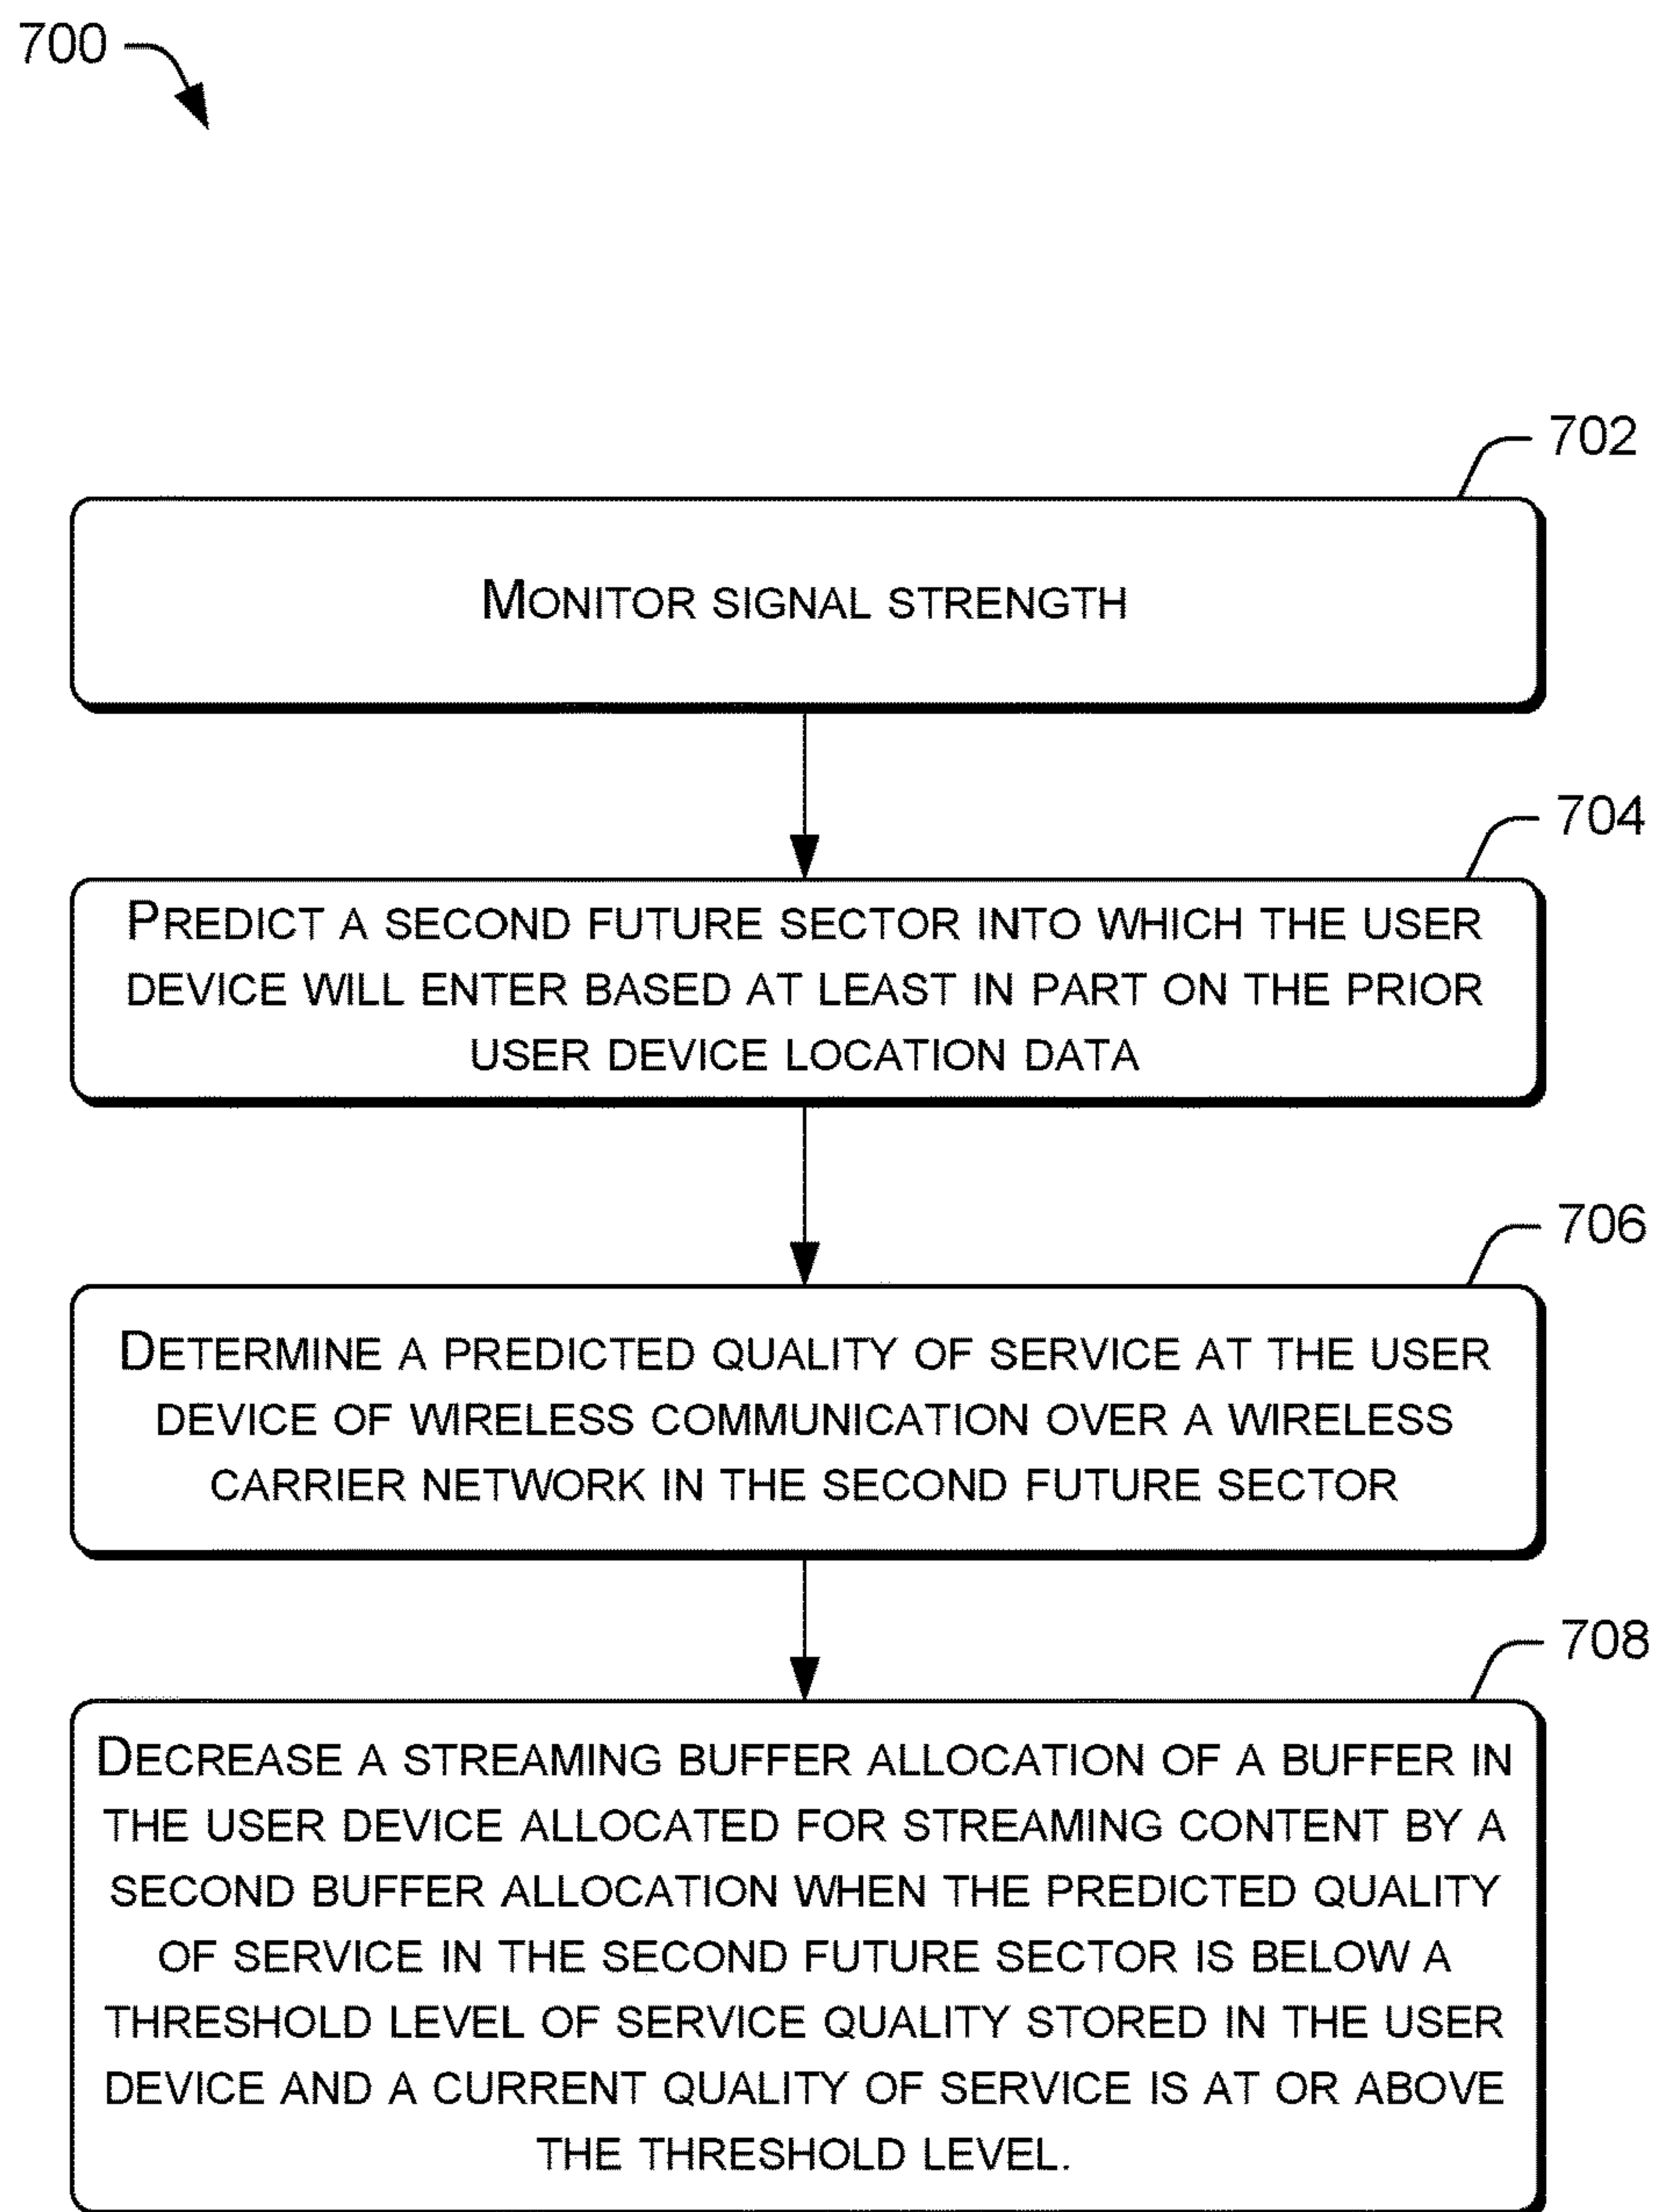 700
702
MONITOR SIGNAL STRENGTH
704
PREDICT A SECOND FUTURE SECTOR INTO WHICH THE USER
DEVICE WILL ENTER BASED AT LEAST IN PART ON THE PRIOR
USER DEVICE LOCATION DATA
706
DETERMINE A PREDICTED QUALITY OF SERVICE AT THE USER
DEVICE OF WIRELESS COMMUNICATION OVER A WIRELESS
CARRIER NETWORK IN THE SECOND FUTURE SECTOR
708
DECREASE A STREAMING BUFFER ALLOCATION OF A BUFFER IN
THE USER DEVICE ALLOCATED FOR STREAMING CONTENT BY A
SECOND BUFFER ALLOCATION WHEN THE PREDICTED QUALITY
OF SERVICE IN THE SECOND FUTURE SECTOR IS BELOW A
THRESHOLD LEVEL OF SERVICE QUALITY STORED IN THE USER
DEVICE AND A CURRENT QUALITY OF SERVICE IS AT OR ABOVE
THE THRESHOLD LEVEL.